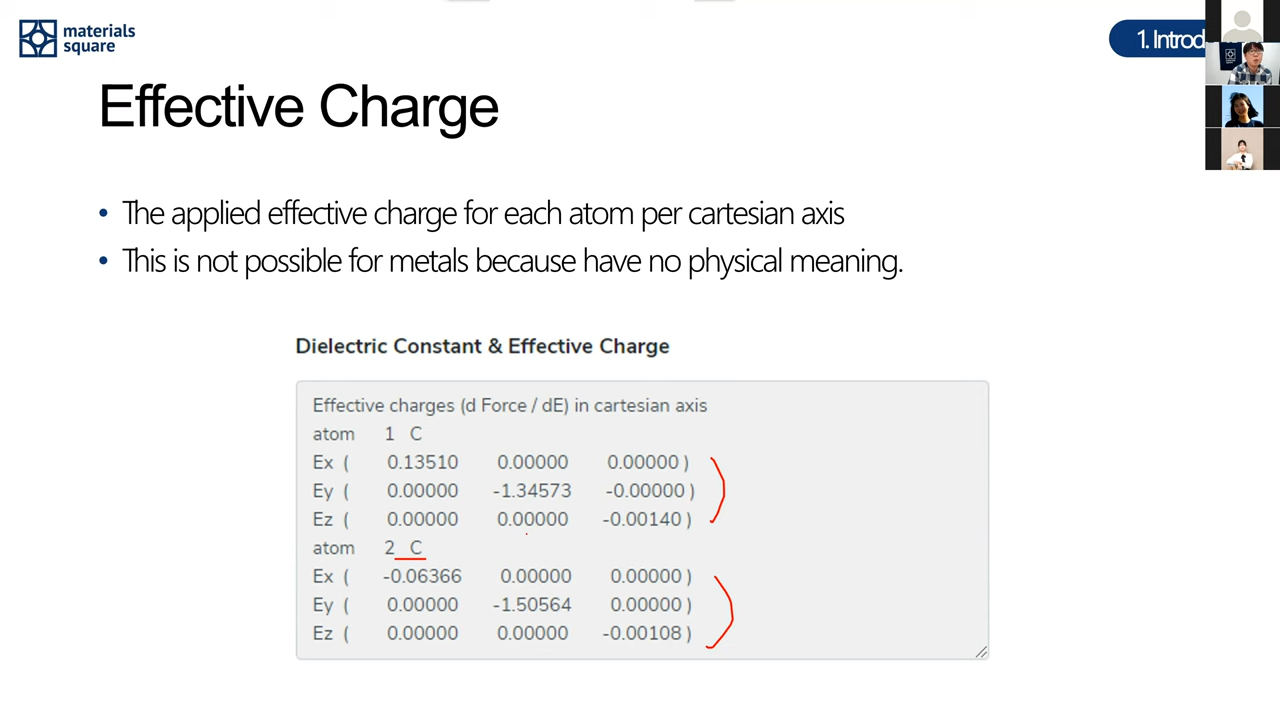 materials
square
1. Introd
Effective Charge
• The applied effective charge for each atom per cartesian axis
• This is not possible for metals because have no physical meaning.
Dielectric Constant & Effective Charge
Effective charges (d Force / dE) in cartesian axis
atom 1 C
Ex ( 0.13510 0.00000 0.00000 )
Ey ( 0.00000 -1.34573 -0.00000 )
Ez ( 0.00000 0.00000 -0.00140 )
atom 2 C
Ex ( -0.06366 0.00000 0.00000 )
Ey ( 0.00000 -1.50564 0.00000 )
Ez ( 0.00000 0.00000 -0.00108 )